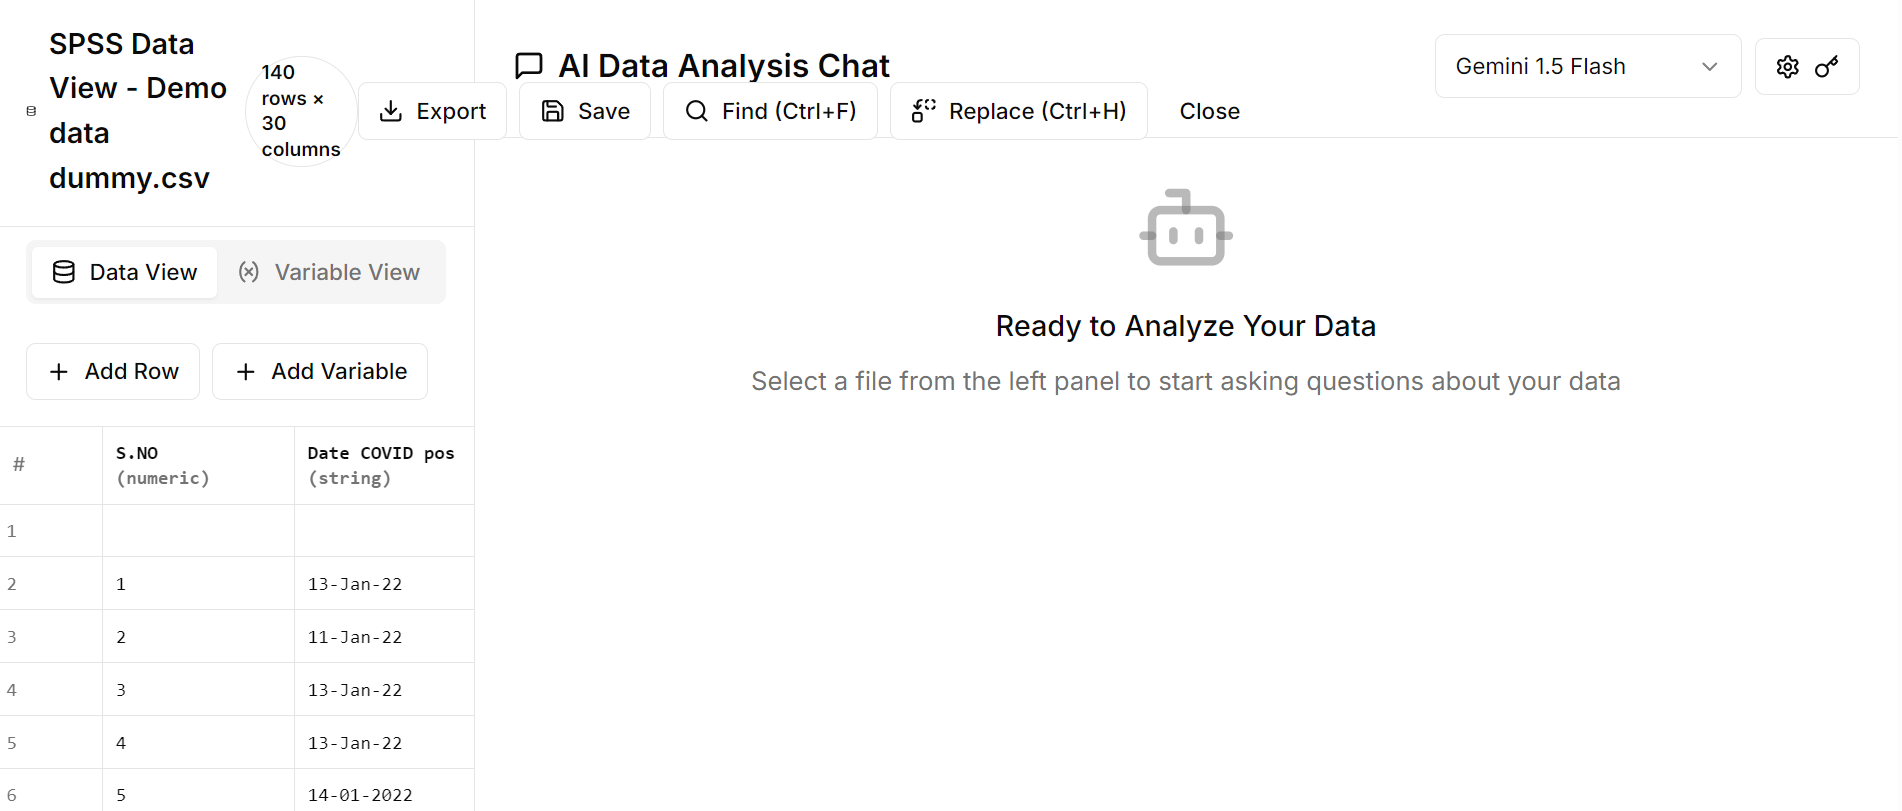 SPSS Data
View - Demo
data
dummy.csv
140
rows ×
30
columns
Export
Save
Find (Ctrl+F)
Replace (Ctrl+H)
Close
AI Data Analysis Chat
Gemini 1.5 Flash
Data View
Variable View
Add Row
Add Variable
# S.NO (numeric) Date COVID pos (string)
1
2 1 13-Jan-22
3 2 11-Jan-22
4 3 13-Jan-22
5 4 13-Jan-22
6 5 14-01-2022
Ready to Analyze Your Data
Select a file from the left panel to start asking questions about your data